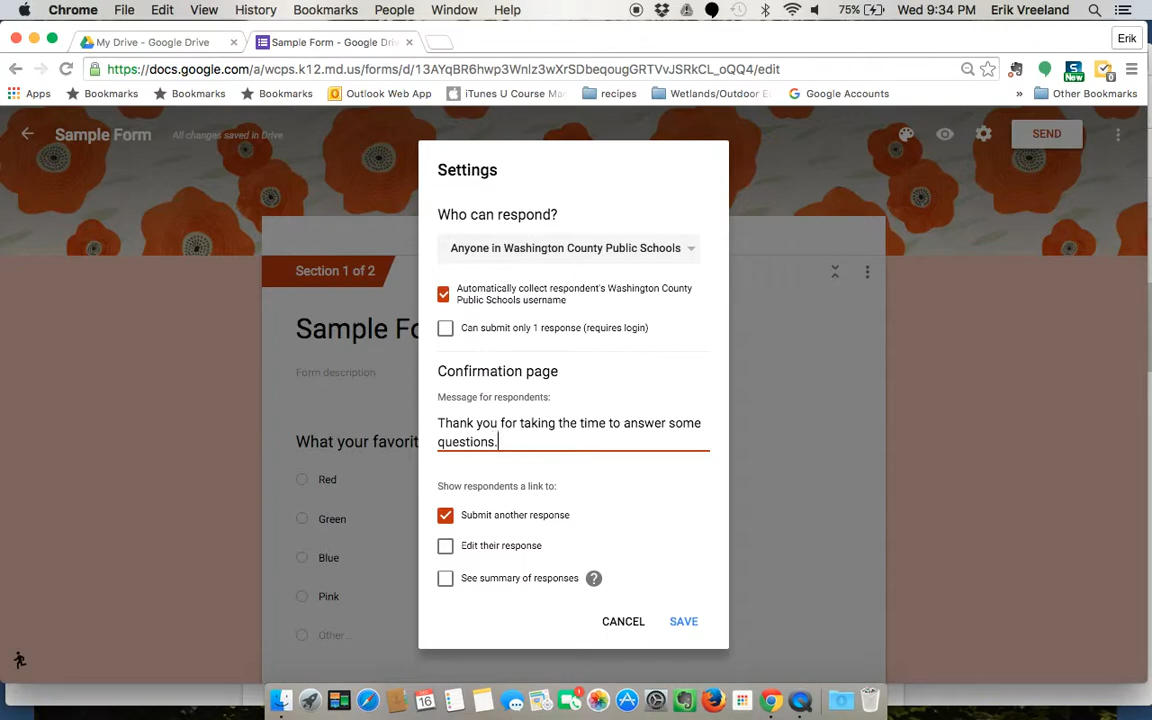 Chrome File Edit View History Bookmarks People Window Help 75% Wed 9:34 PM Erik Vreeland
My Drive - Google Drive
Sample Form - Google Driv
Erik
https://docs.google.com/a/wcps.k12.md.us/forms/d/13AYqBR6hwp3Wnlz3wXrSDbeqougGRTVvJSRkCL_oQQ4/edit
New
0
Apps Bookmarks Bookmarks Bookmarks Outlook Web App iTunes U Course Ma recipes Wetlands/Outdoor E Google Accounts » Other Bookmarks
Sample Form All changes saved in Drive SEND
Settings
Who can respond?
Anyone in Washington County Public Schools
Automatically collect respondent's Washington County
Public Schools username
Can submit only 1 response (requires login)
Confirmation page
Message for respondents:
Thank you for taking the time to answer some
questions.
Show respondents a link to:
Submit another response
Edit their response
See summary of responses ?
CANCEL SAVE
Section 1 of 2
Sample Fo
Form description
What your favorit
Red
Green
Blue
Pink
Other...
16
1